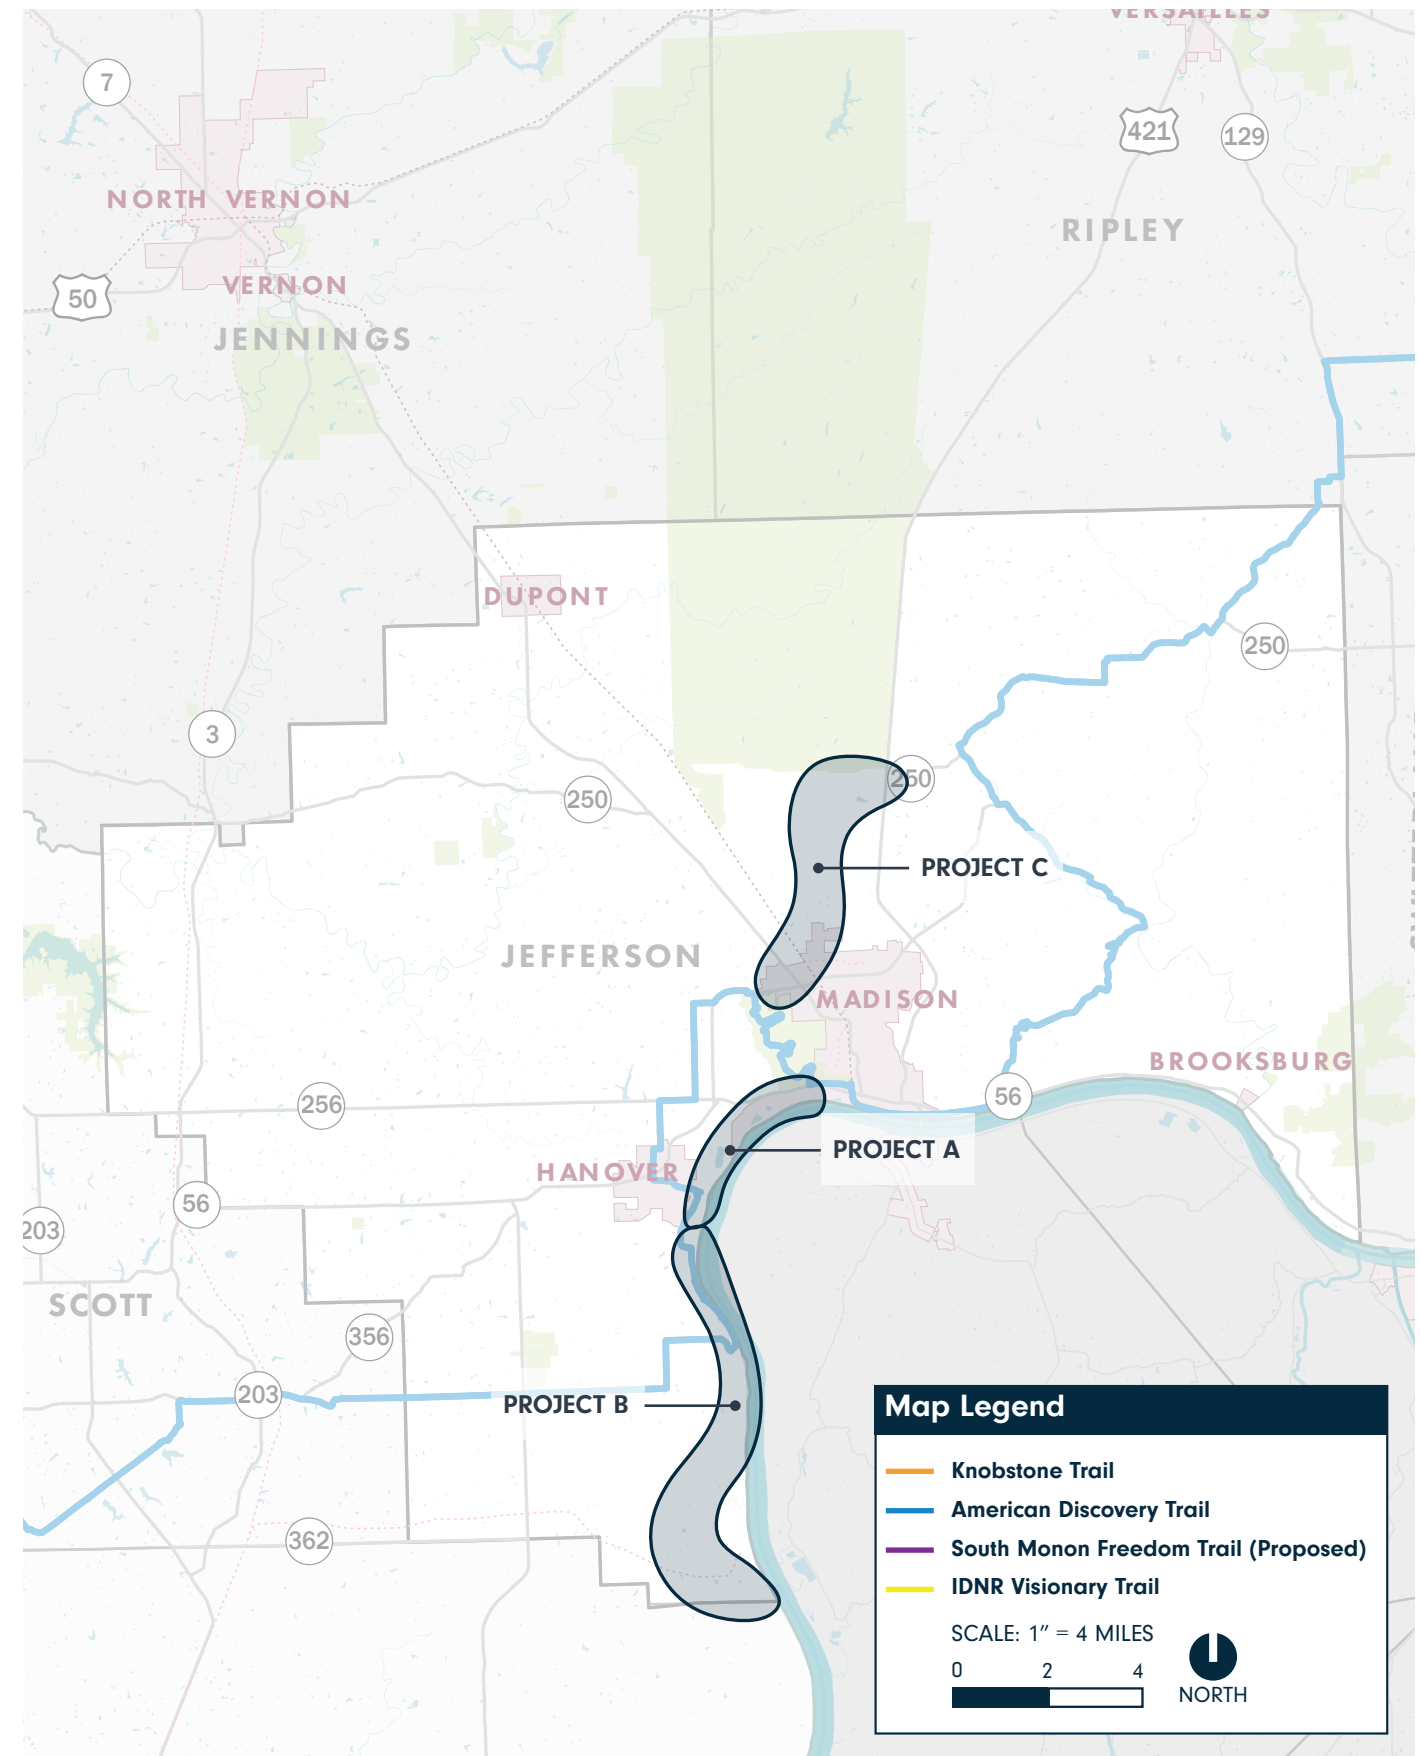 VERSAILLES
7
421
129
NORTH VERNON
RIPLEY
50
VERNON
JENNINGS
DUPONT
250
3
250
250
PROJECT C
JEFFERSON
MADISON
BROOKSBURG
256
56
PROJECT A
HANOVER
56
203
SCOTT
356
203
PROJECT B
362
Map Legend
Knobstone Trail
American Discovery Trail
South Monon Freedom Trail (Proposed)
IDNR Visionary Trail
SCALE: 1” = 4 MILES
0 2 4
NORTH